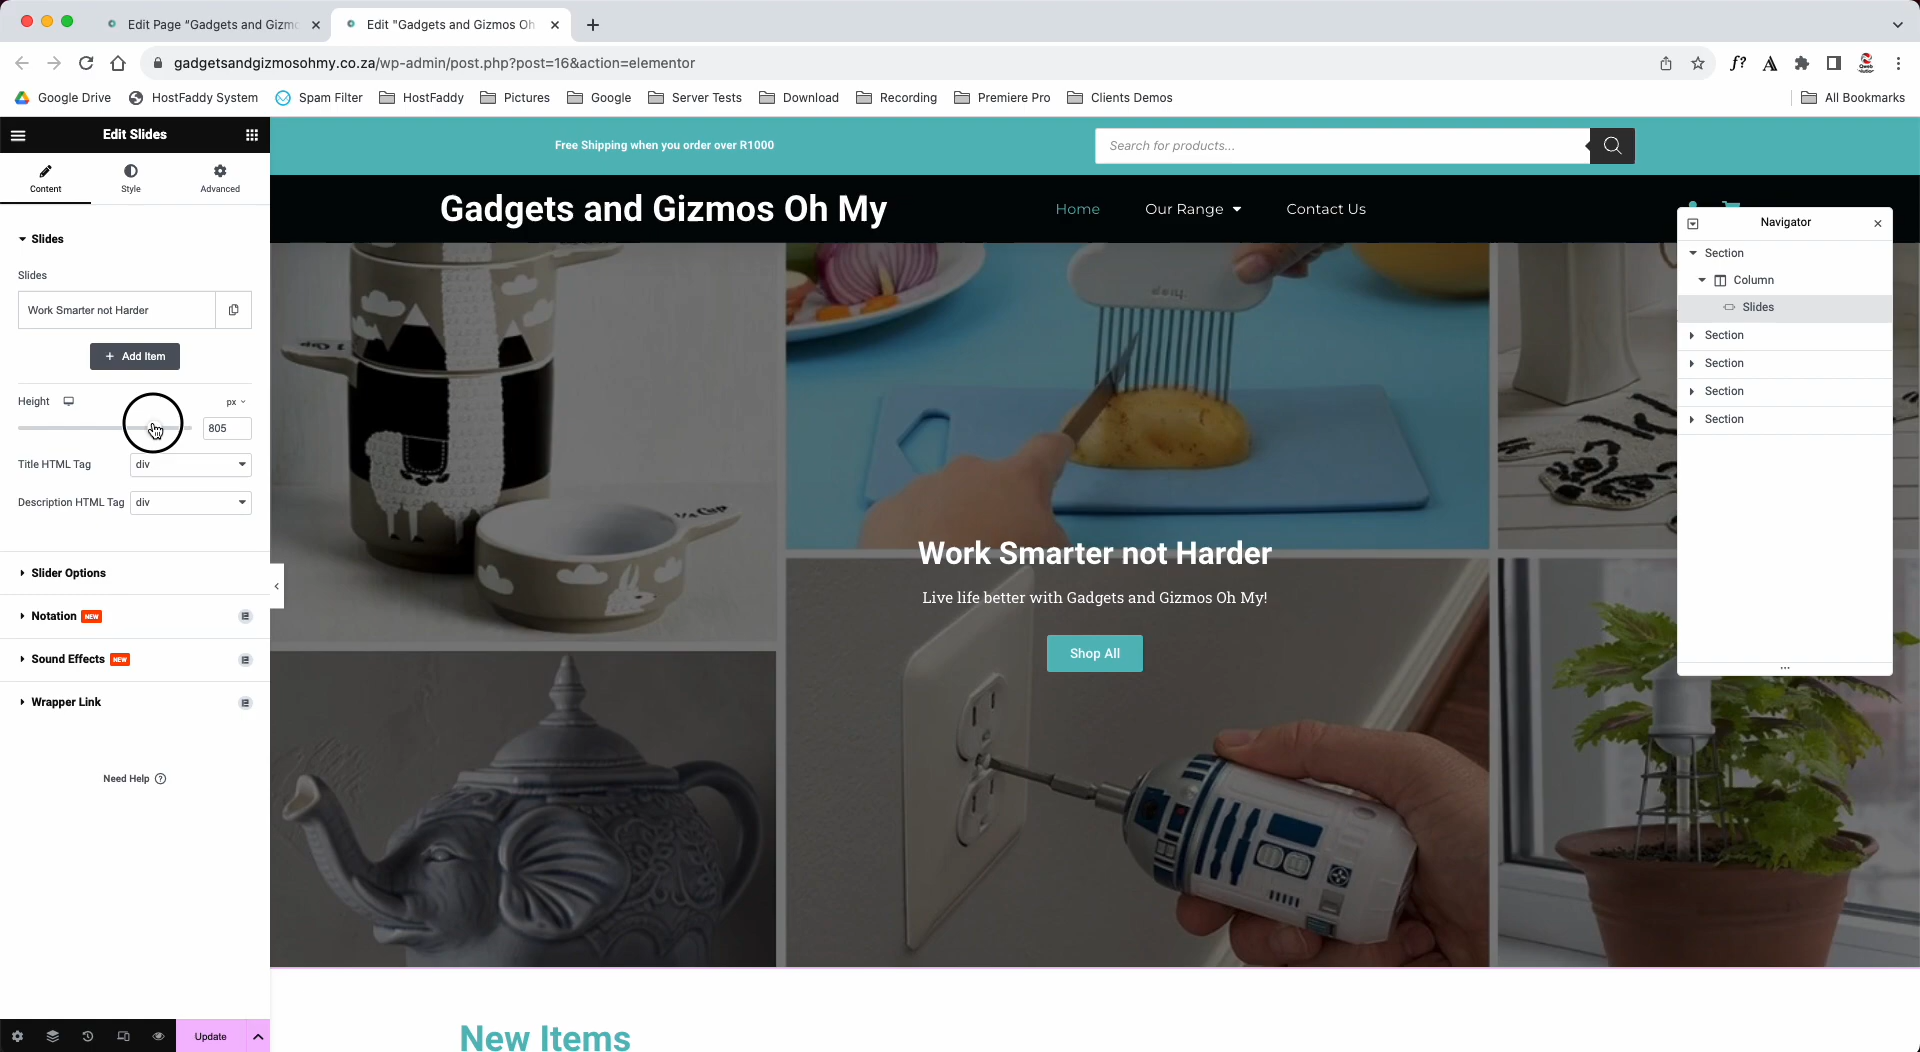 Edit Page “Gadgets and Gizmo
Edit "Gadgets and Gizmos Oh
gadgetsandgizmosohmy.co.za/wp-admin/post.php?post=16&action=elementor
f?
Google Drive
HostFaddy System
Spam Filter
HostFaddy
Pictures
Google
Server Tests
Download
Recording
Premiere Pro
Clients Demos
All Bookmarks
Edit Slides
Content
Style
Advanced
Slides
Slides
Work Smarter not Harder
Add Item
Height
px
805
Title HTML Tag
div
Description HTML Tag
div
Slider Options
Notation NEW
Sound Effects NEW
Wrapper Link
Need Help
Update
Free Shipping when you order over R1000
Search for products...
Gadgets and Gizmos Oh My
Home
Our Range
Contact Us
Navigator
Section
Column
Slides
Section
Section
Section
Section
Work Smarter not Harder
Live life better with Gadgets and Gizmos Oh My!
Shop All
New Items